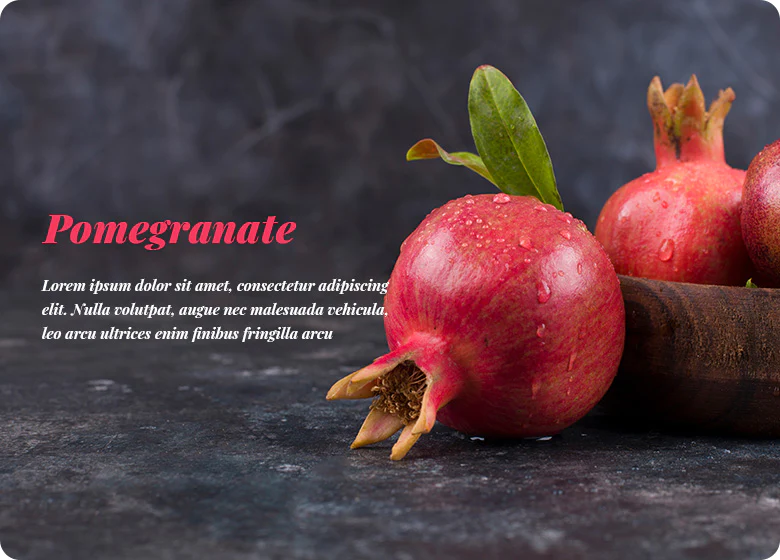 Pomegranate
Lorem ipsum dolor sit amet, consectetur adipiscing
elit. Nulla volutpat, augue nec malesuada vehicula,
leo arcu ultrices enim finibus fringilla arcu